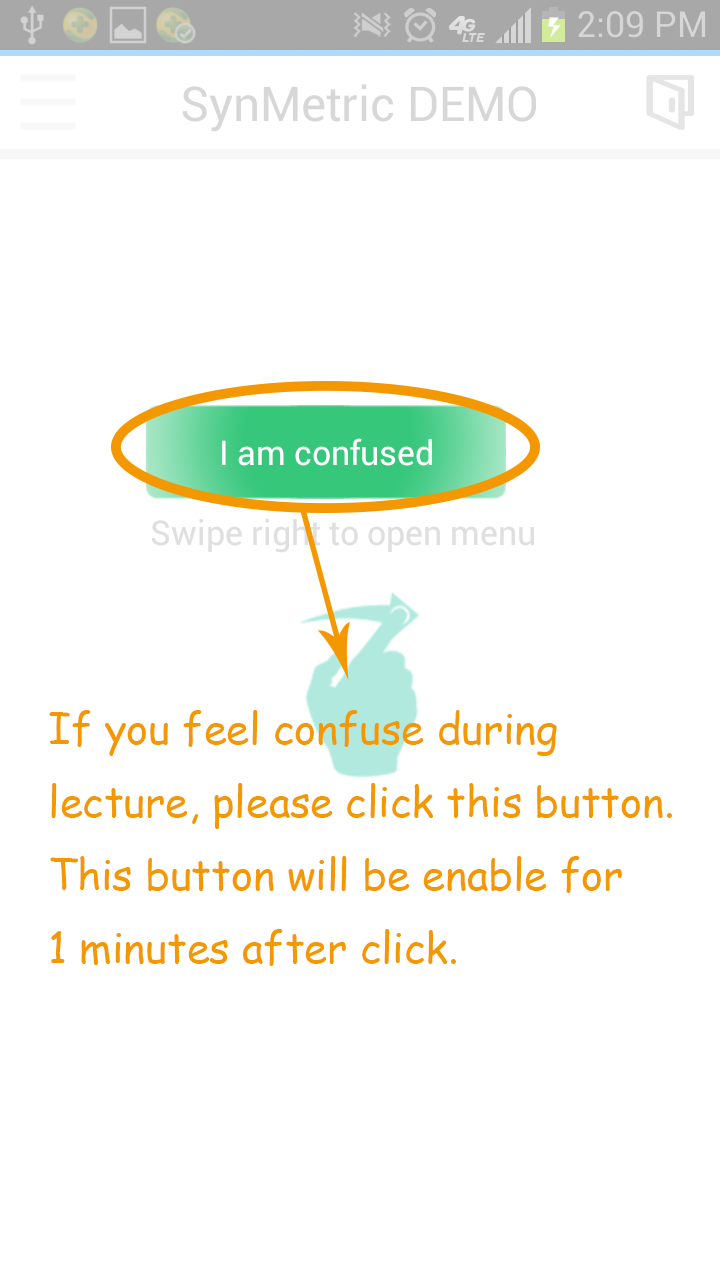 4G LTE 2:09 PM
SynMetric DEMO
I am confused
Swipe right to open menu
If you feel confuse during
lecture, please click this button.
This button will be enable for
1 minutes after click.